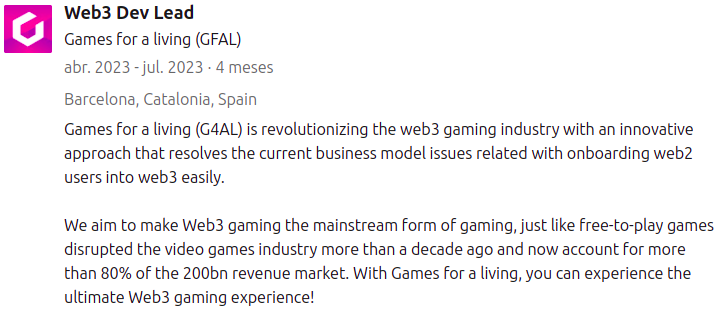 Web3 Dev Lead
Games for a living (GFAL)
abr. 2023 - jul. 2023 · 4 meses
Barcelona, Catalonia, Spain
Games for a living (G4AL) is revolutionizing the web3 gaming industry with an innovative
approach that resolves the current business model issues related with onboarding web2
users into web3 easily.
We aim to make Web3 gaming the mainstream form of gaming, just like free-to-play games
disrupted the video games industry more than a decade ago and now account for more
than 80% of the 200bn revenue market. With Games for a living, you can experience the
ultimate Web3 gaming experience!